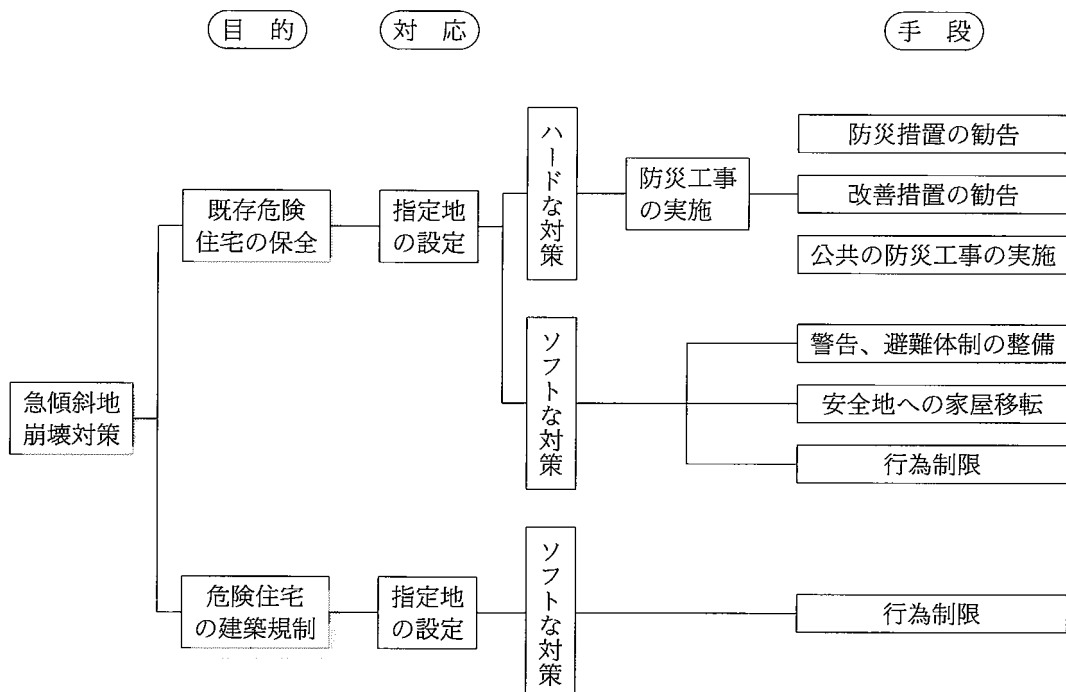 目 的
対 応
手 段
急傾斜地
崩壊対策
既存危険
住宅の保全
指定地
の設定
ハードな対策
防災工事
の実施
防災措置の勧告
改善措置の勧告
公共の防災工事の実施
ソフトな対策
警告、避難体制の整備
安全地への家屋移転
行為制限
危険住宅
の建築規制
指定地
の設定
ソフトな対策
行為制限